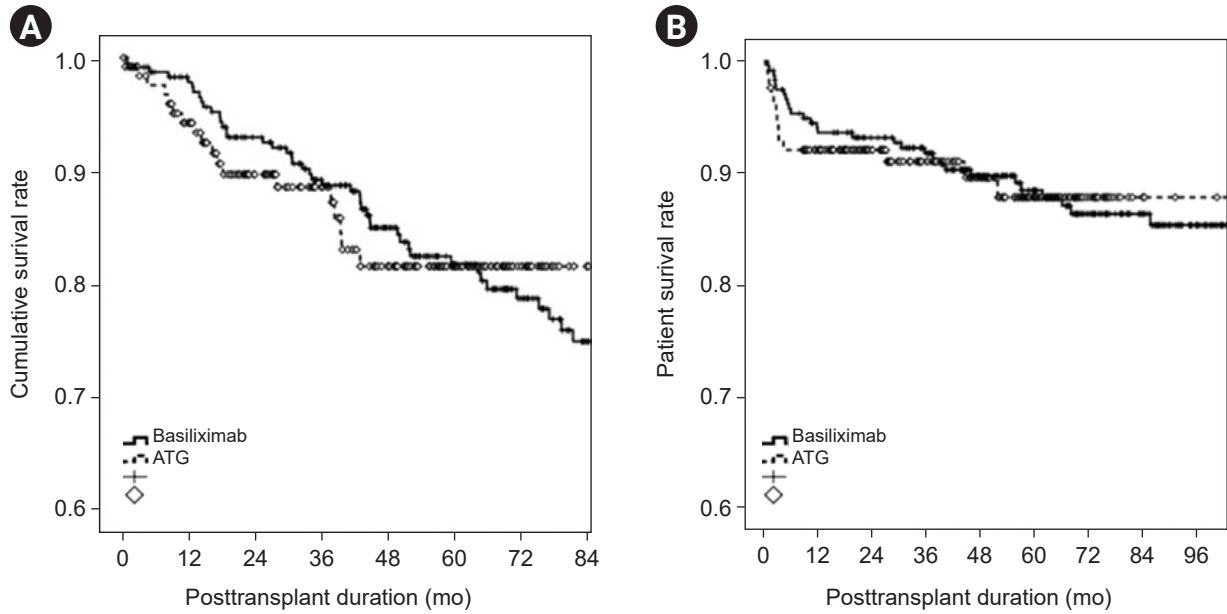 A
Cumulative surival rate
1.0
0.9
0.8
0.7
0.6
Basiliximab
ATG
0 12 24 36 48 60 72 84
Posttransplant duration (mo)
B
Patient surival rate
1.0
0.9
0.8
0.7
0.6
Basiliximab
ATG
0 12 24 36 48 60 72 84 96
Posttransplant duration (mo)